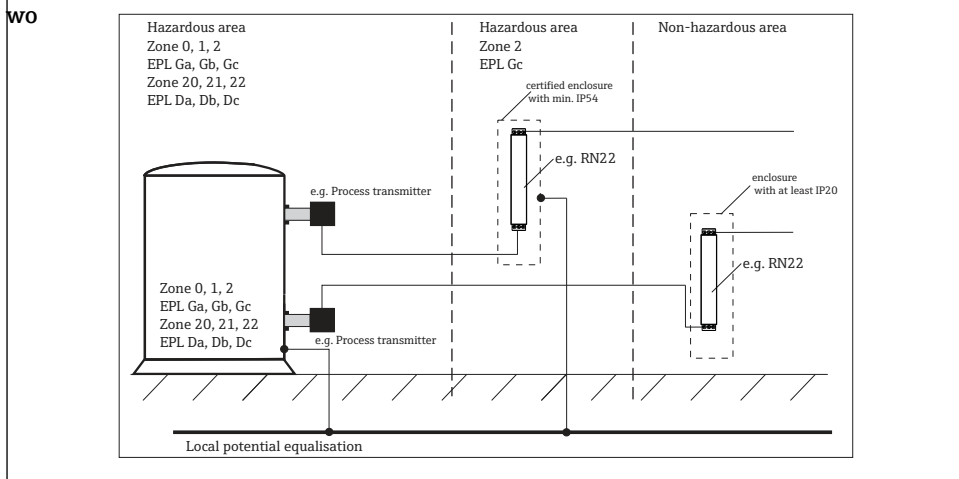 WO
Hazardous area
Zone 0, 1, 2
EPL Ga, Gb, Gc
Zone 20, 21, 22
EPL Da, Db, Dc
Hazardous area
Zone 2
EPL Gc
Non-hazardous area
certified enclosure
with min. IP54
e.g. RN22
enclosure
with at least IP20
e.g. RN22
e.g. Process transmitter
Zone 0, 1, 2
EPL Ga, Gb, Gc
Zone 20, 21, 22
EPL Da, Db, Dc
e.g. Process transmitter
Local potential equalisation